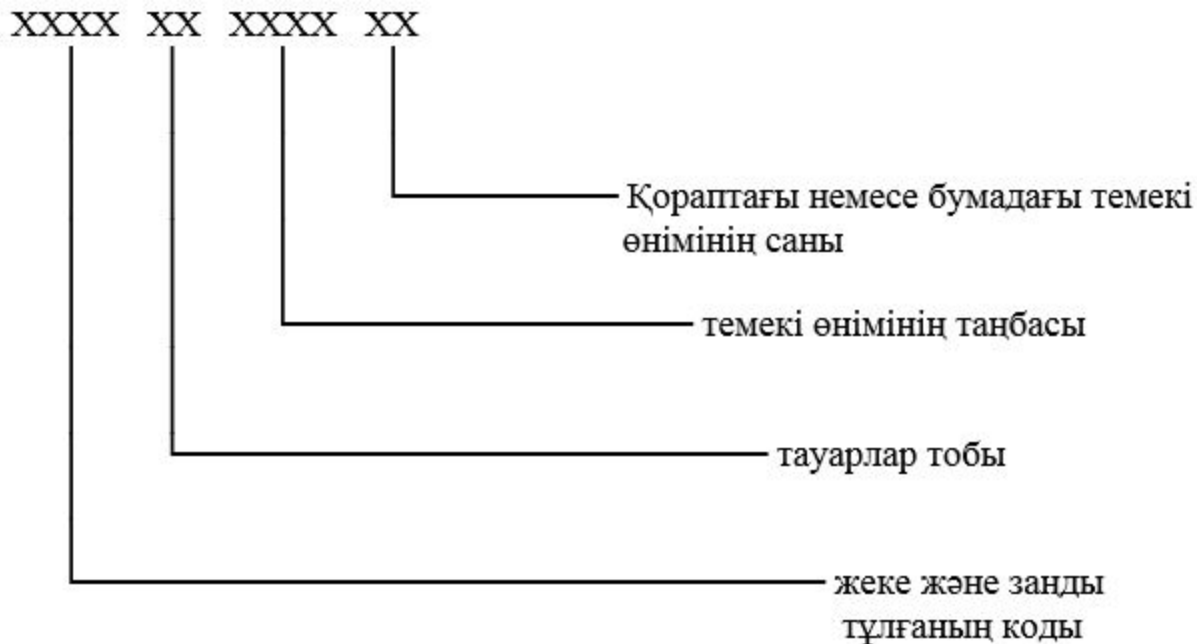 XXXX XX XXXX XX
Қораптағы немесе бумадағы темекі
өнімінің саны
темекі өнімінің таңбасы
тауарлар тобы
жеке және заңды
тұлғаның коды